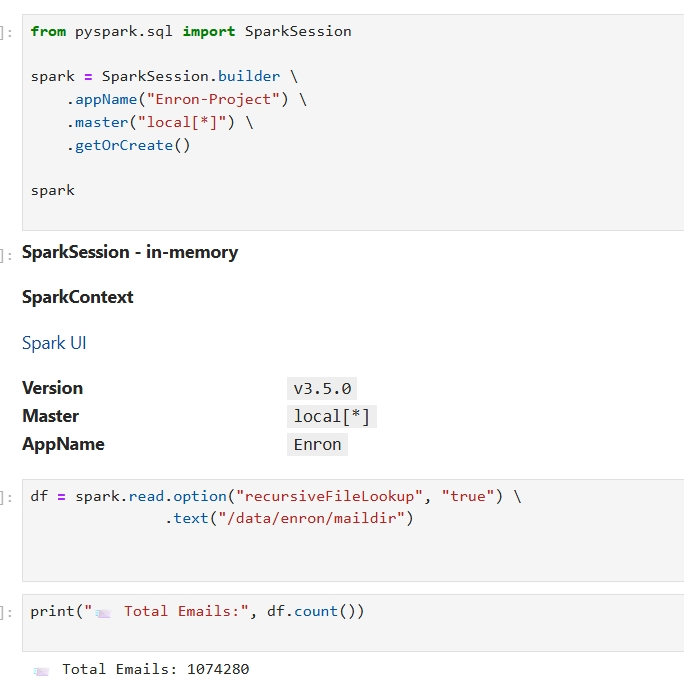 ]: from pyspark.sql import SparkSession
spark = SparkSession.builder \
.appName("Enron-Project") \
.master("local[*]") \
.getOrCreate()
spark
]: SparkSession - in-memory
SparkContext
Spark UI
Version v3.5.0
Master local[*]
AppName Enron
]: df = spark.read.option("recursiveFileLookup", "true") \
.text("/data/enron/maildir")
]: print("📨 Total Emails:", df.count())
📨 Total Emails: 1074280